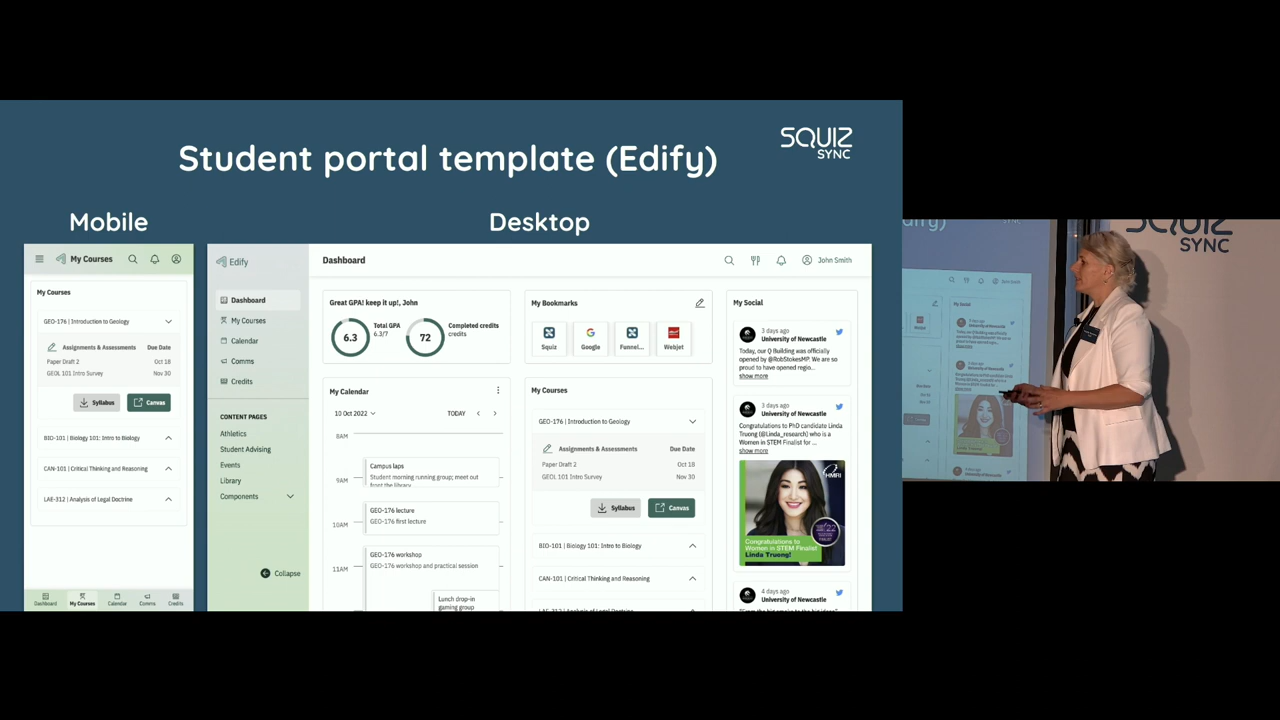 Student portal template (Edify)
SQUIZ
SYNC
Mobile
Desktop
My Courses
My Courses
GEO-176 | Introduction to Geology
Assignments & Assessments Due Date
Paper Draft 2 Oct 18
GEOL 101 Intro Survey Nov 30
Syllabus
Canvas
BIO-101 | Biology 101: Intro to Biology
CAN-101 | Critical Thinking and Reasoning
LAE-312 | Analysis of Legal Doctrine
Dashboard
My Courses
Calendar
Comms
Credits
Edify
Dashboard
My Courses
Calendar
Comms
Credits
CONTENT PAGES
Athletics
Student Advising
Events
Library
Components
Collapse
Dashboard
John Smith
Great GPA! keep it up!, John
6.3
Total GPA
6.3/7
72
Completed credits
credits
My Calendar
10 Oct 2022
TODAY
8AM
Campus laps
Student morning running group; meet out
front the library
9AM
GEO-176 lecture
GEO-176 first lecture
10AM
GEO-176 workshop
GEO-176 workshop and practical session
11AM
Lunch drop-in
gaming group
My Bookmarks
Squiz
Google
Funnel...
Webjet
My Courses
GEO-176 | Introduction to Geology
Assignments & Assessments Due Date
Paper Draft 2 Oct 18
GEOL 101 Intro Survey Nov 30
Syllabus
Canvas
BIO-101 | Biology 101: Intro to Biology
CAN-101 | Critical Thinking and Reasoning
LAE-312 | Analysis of Legal Doctrine
My Social
3 days ago
University of Newcastle
Today, our Q Building was officially
opened by @RobStokesMP. We are so
proud to have opened regio...
show more
3 days ago
University of Newcastle
Congratulations to PhD candidate Linda
Truong (@Linda_research) who is a
Women in STEM Finalist for ...
show more
HMRI
Congratulations to
Women in STEM Finalist
Linda Truong!
4 days ago
University of Newcastle
SQUIZ
SYNC
My Social